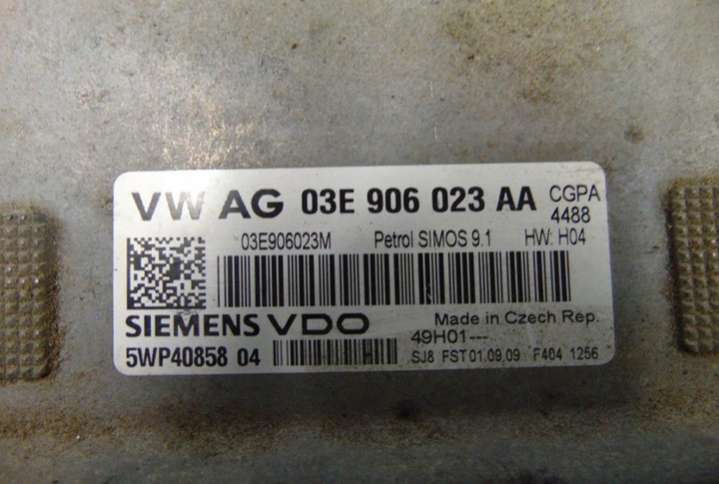 VW AG 03E 906 023 AA CGPA
4488
03E906023M Petrol SIMOS 9.1 HW: H04
SIEMENS VDO Made in Czech Rep.
49H01---
5WP40858 04 H SJ8 FST 01.09.09 F404 1256